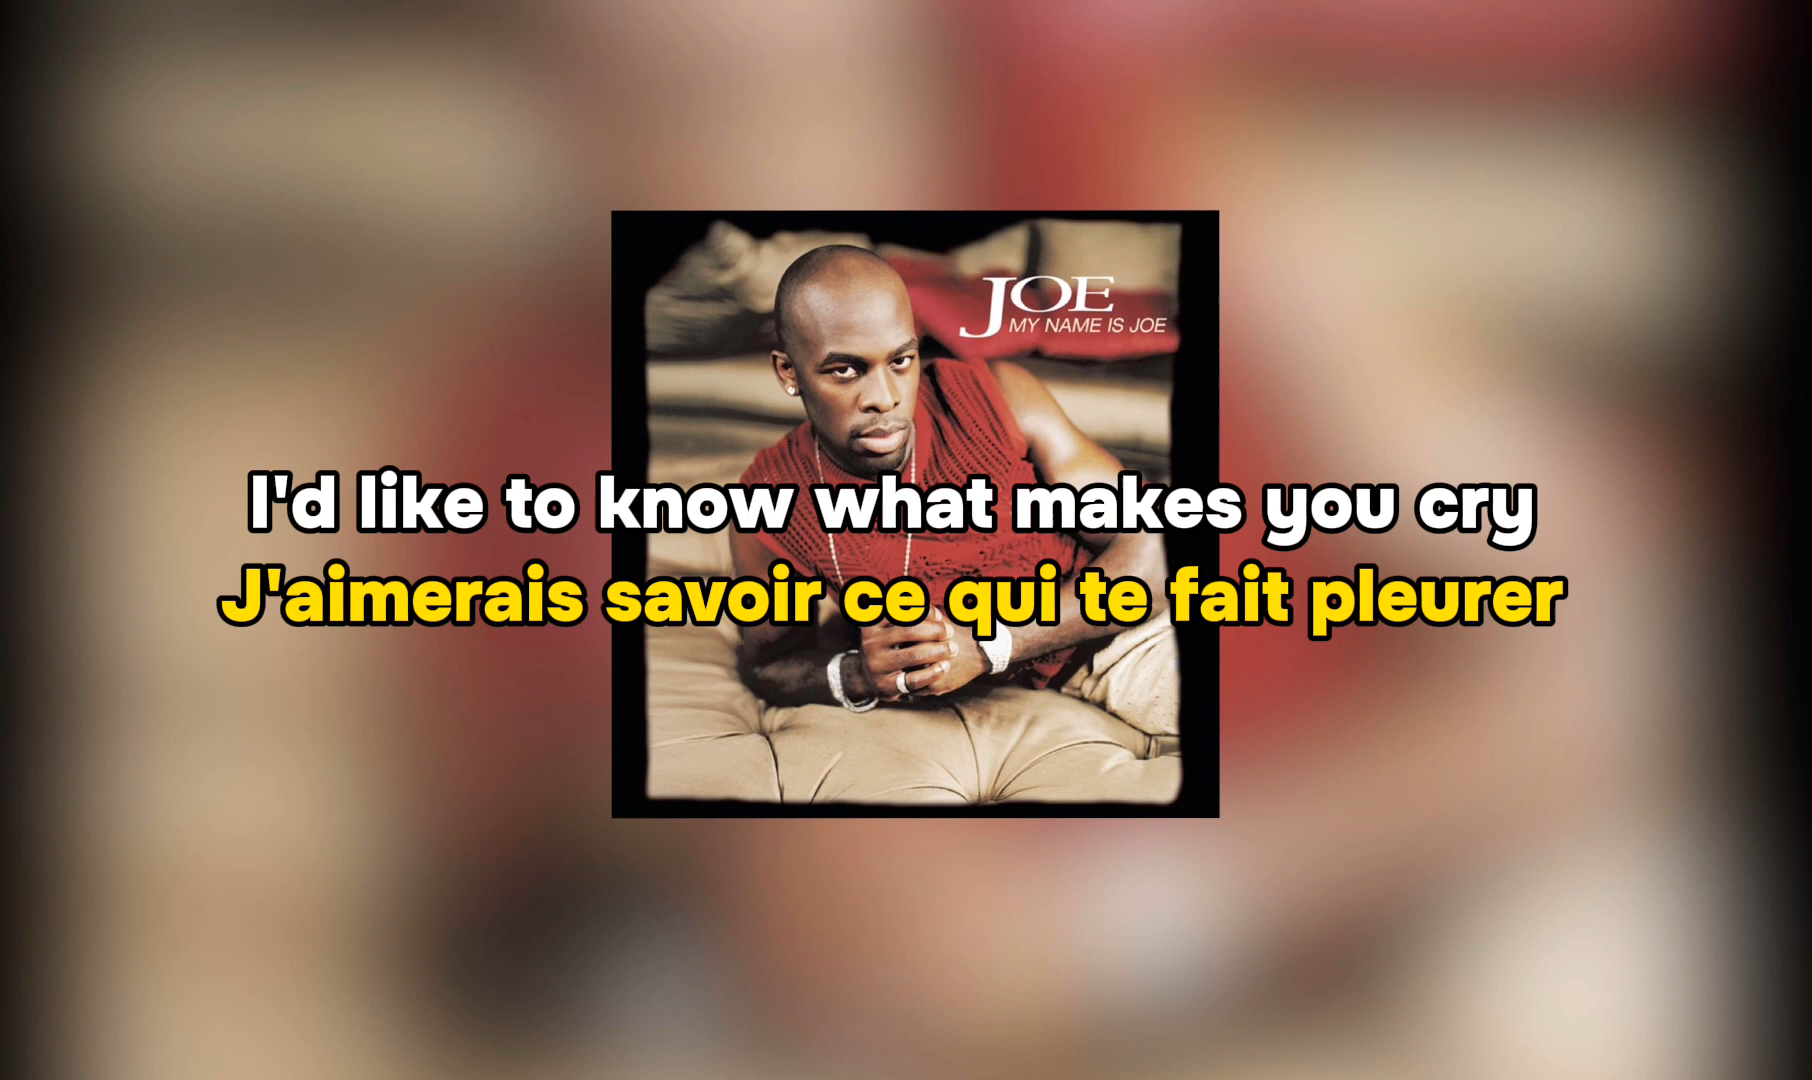 JOE
MY NAME IS JOE
I'd like to know what makes you cry
J'aimerais savoir ce qui te fait pleurer